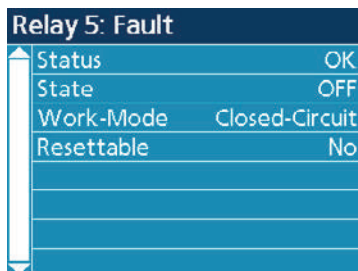 Relay 5: Fault
Status OK
State OFF
Work-Mode Closed-Circuit
Resettable No